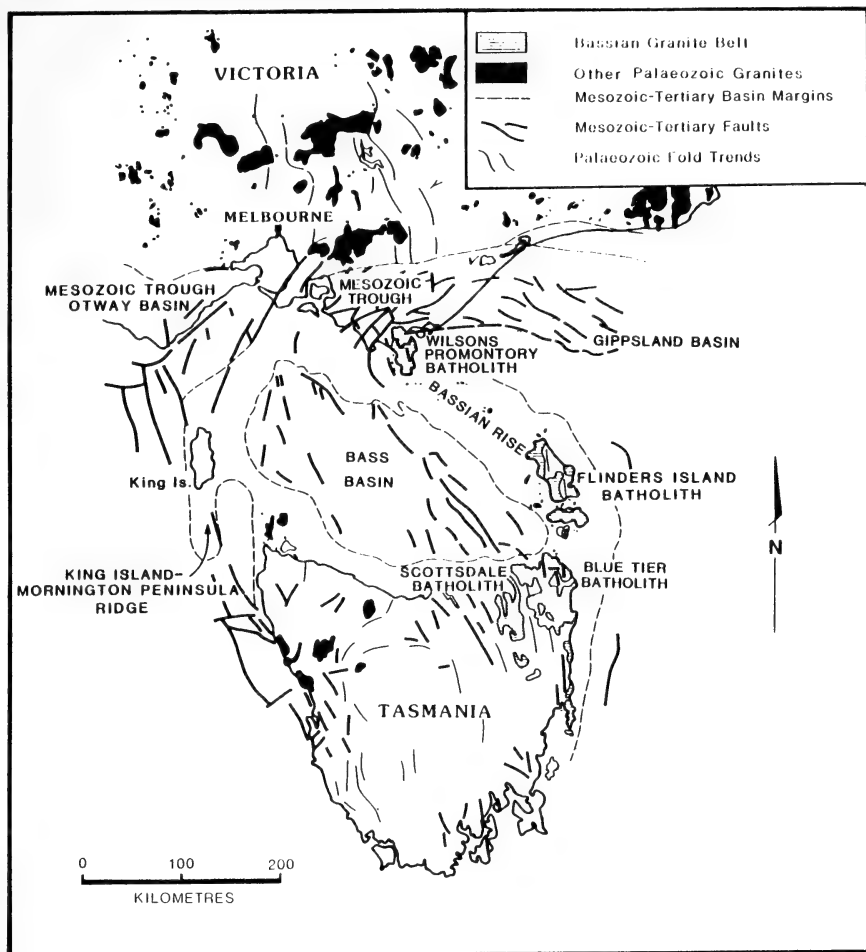 Bassian Granite Belt
Other Palaeozoic Granites
Mesozoic-Tertiary Basin Margins
Mesozoic-Tertiary Faults
Palaeozoic Fold Trends
VICTORIA
MELBOURNE
MESOZOIC TROUGH
OTWAY BASIN
MESOZOIC
TROUGH
WILSONS
PROMONTORY
BATHOLITH
GIPPSLAND BASIN
BASSIAN RISE
BASS
BASIN
King Is.
FLINDERS ISLAND
BATHOLITH
N
KING ISLAND-
MORNINGTON PENINSULA
RIDGE
SCOTTSDALE
BATHOLITH
BLUE TIER
BATHOLITH
TASMANIA
0 100 200
KILOMETRES